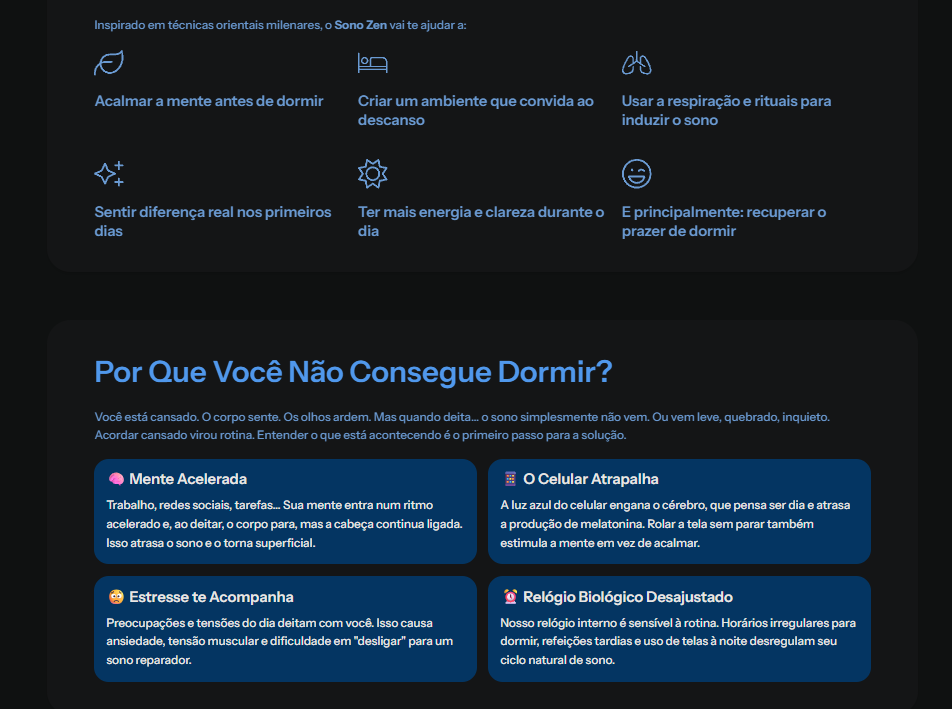 Inspirado em técnicas orientais milenares, o Sono Zen vai te ajudar a:
Acalmar a mente antes de dormir
Criar um ambiente que convida ao
descanso
Usar a respiração e rituais para
induzir o sono
Sentir diferença real nos primeiros
dias
Ter mais energia e clareza durante o
dia
E principalmente: recuperar o
prazer de dormir
Por Que Você Não Consegue Dormir?
Você está cansado. O corpo sente. Os olhos ardem. Mas quando deita... o sono simplesmente não vem. Ou vem leve, quebrado, inquieto.
Acordar cansado virou rotina. Entender o que está acontecendo é o primeiro passo para a solução.
🧠 Mente Acelerada
Trabalho, redes sociais, tarefas... Sua mente entra num ritmo
acelerado e, ao deitar, o corpo para, mas a cabeça continua ligada.
Isso atrasa o sono e o torna superficial.
📱 O Celular Atrapalha
A luz azul do celular engana o cérebro, que pensa ser dia e atrasa
a produção de melatonina. Rolar a tela sem parar também
estimula a mente em vez de acalmar.
😳 Estresse te Acompanha
Preocupações e tensões do dia deitam com você. Isso causa
ansiedade, tensão muscular e dificuldade em "desligar" para um
sono reparador.
⏰ Relógio Biológico Desajustado
Nosso relógio interno é sensível à rotina. Horários irregulares para
dormir, refeições tardias e uso de telas à noite desregulam seu
ciclo natural de sono.